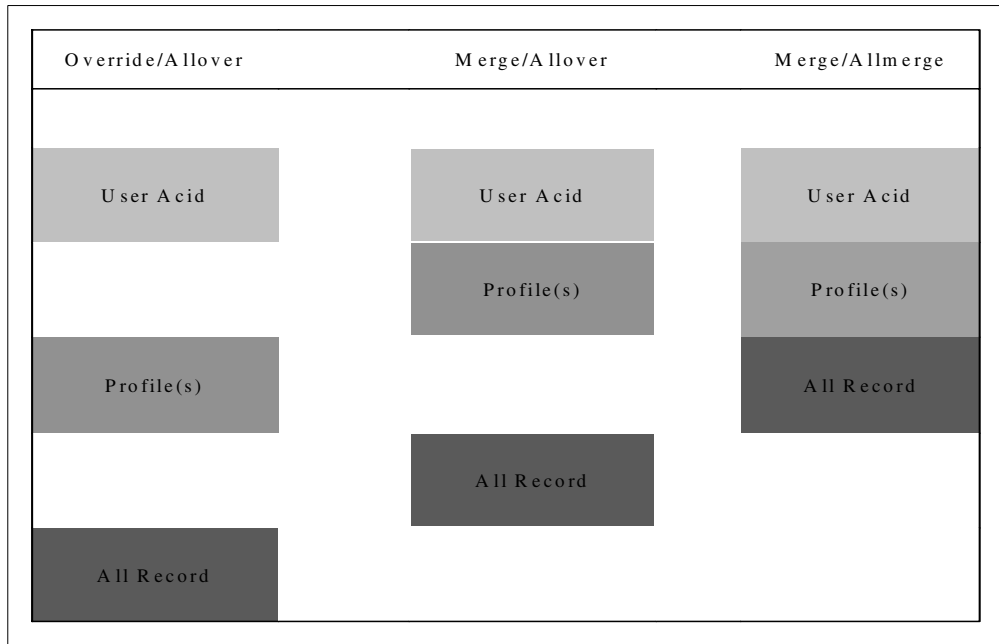 Override/Allover Merge/Allover Merge/Allmerge
User Acid User Acid User Acid
Profile(s) Profile(s)
Profile(s) All Record
All Record
All Record